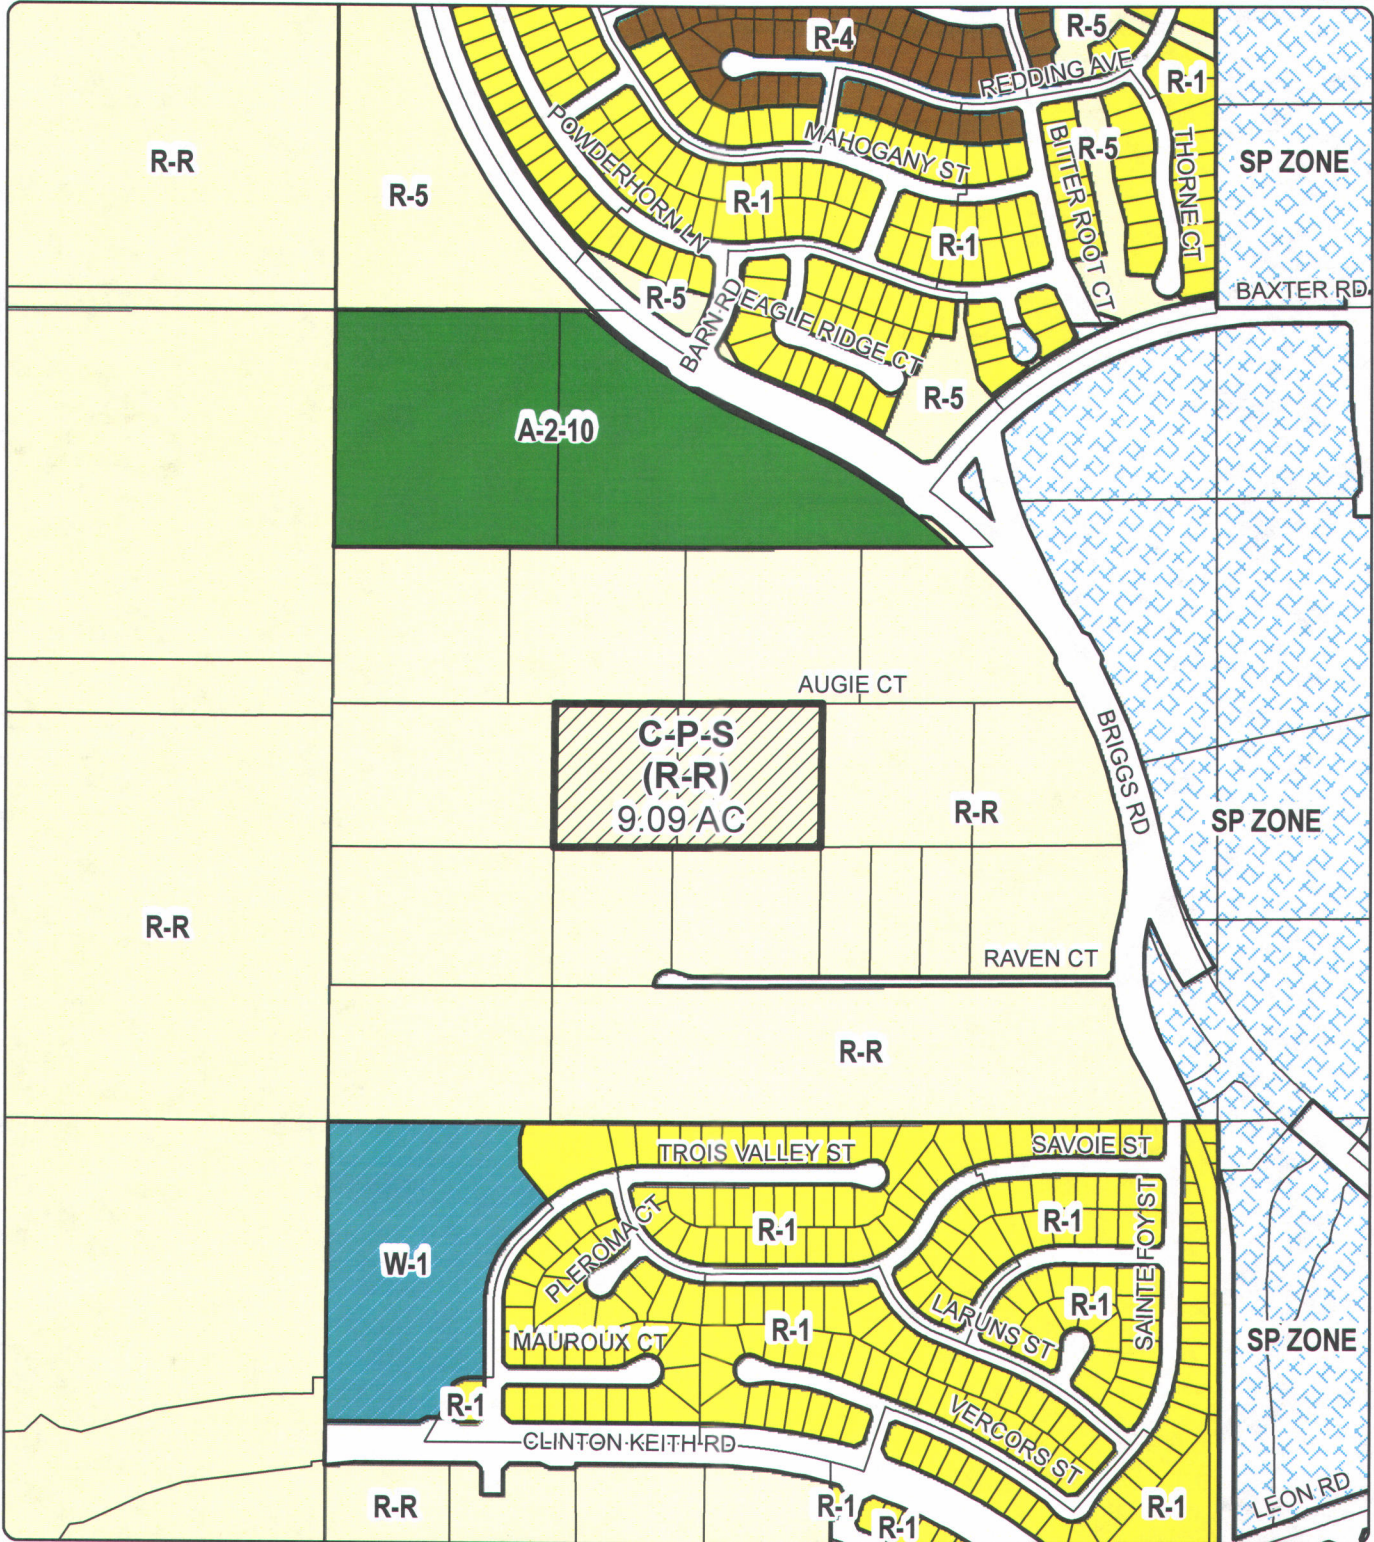 R-4
R-5
REDDING AVE
R-1
R-R
R-5
POWDERHORN LN
MAHOGANY ST
BITTER ROOT CT
R-5
THORNE CT
SP ZONE
R-1
R-1
R-5
BARN RD
EAGLE RIDGE CT
BAXTER RD
R-5
A-2-10
AUGIE CT
C-P-S
(R-R)
9.09 AC
R-R
BRIGGS RD
SP ZONE
R-R
RAVEN CT
R-R
TROIS VALLEY ST
SAVOIE ST
PLEROMA CT
R-1
R-1
SAINTE FOY ST
W-1
LARUNS ST
R-1
MAUROUX CT
R-1
SP ZONE
R-1
VERCORS ST
CLINTON KEITH RD
R-R
R-1
R-1
R-1
LEON RD